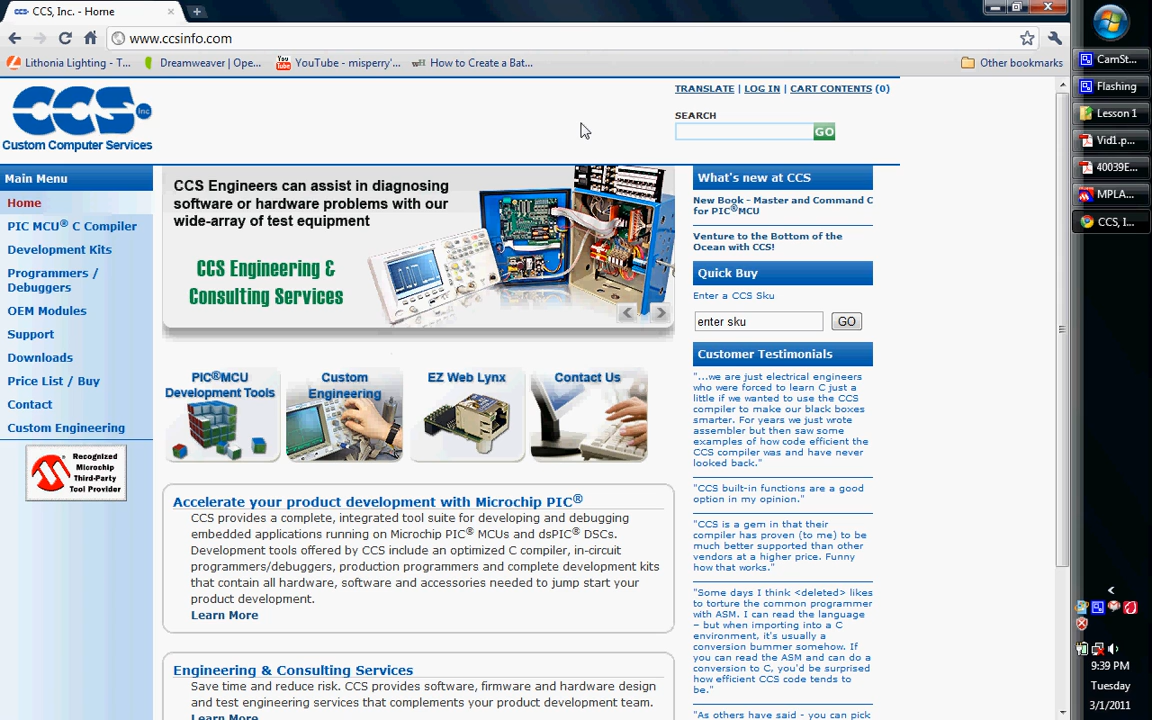 CCS, Inc. - Home
www.ccsinfo.com
Lithonia Lighting - T...
Dreamweaver | Ope...
YouTube - misperry'...
How to Create a Bat...
Other bookmarks
CCS Inc
Custom Computer Services
TRANSLATE | LOG IN | CART CONTENTS (0)
SEARCH
GO
Main Menu
Home
PIC MCU® C Compiler
Development Kits
Programmers /
Debuggers
OEM Modules
Support
Downloads
Price List / Buy
Contact
Custom Engineering
Recognized
Microchip
Third-Party
Tool Provider
CCS Engineers can assist in diagnosing
software or hardware problems with our
wide-array of test equipment
CCS Engineering &
Consulting Services
PIC®MCU
Development Tools
Custom
Engineering
EZ Web Lynx
Contact Us
Accelerate your product development with Microchip PIC®
CCS provides a complete, integrated tool suite for developing and debugging
embedded applications running on Microchip PIC® MCUs and dsPIC® DSCs.
Development tools offered by CCS include an optimized C compiler, in-circuit
programmers/debuggers, production programmers and complete development kits
that contain all hardware, software and accessories needed to jump start your
product development.
Learn More
Engineering & Consulting Services
Save time and reduce risk. CCS provides software, firmware and hardware design
and test engineering services that complements your product development team.
Learn More
What's new at CCS
New Book - Master and Command C
for PIC®MCU
Venture to the Bottom of the
Ocean with CCS!
Quick Buy
Enter a CCS Sku
enter sku
GO
Customer Testimonials
"...we are just electrical engineers
who were forced to learn C just a
little if we wanted to use the CCS
compiler to make our black boxes
smarter. For years we just wrote
assembler but then saw some
examples of how code efficient the
CCS compiler was and have never
looked back."
"CCS built-in functions are a good
option in my opinion."
"CCS is a gem in that their
compiler has proven (to me) to be
much better supported than other
vendors at a higher price. Funny
how that works."
"Some days I think <deleted> likes
to torture the common programmer
with ASM. I can read the language
– but when importing into a C
environment, it's usually a
conversion bummer somehow. If
you can read the ASM and can do a
conversion to C, you'd be surprised
how efficient CCS code tends to
be."
"As others have said - you can pick
CamSt...
Flashing
Lesson 1
Vid1.p...
40039E...
MPLA...
CCS, I...
9:39 PM
Tuesday
3/1/2011